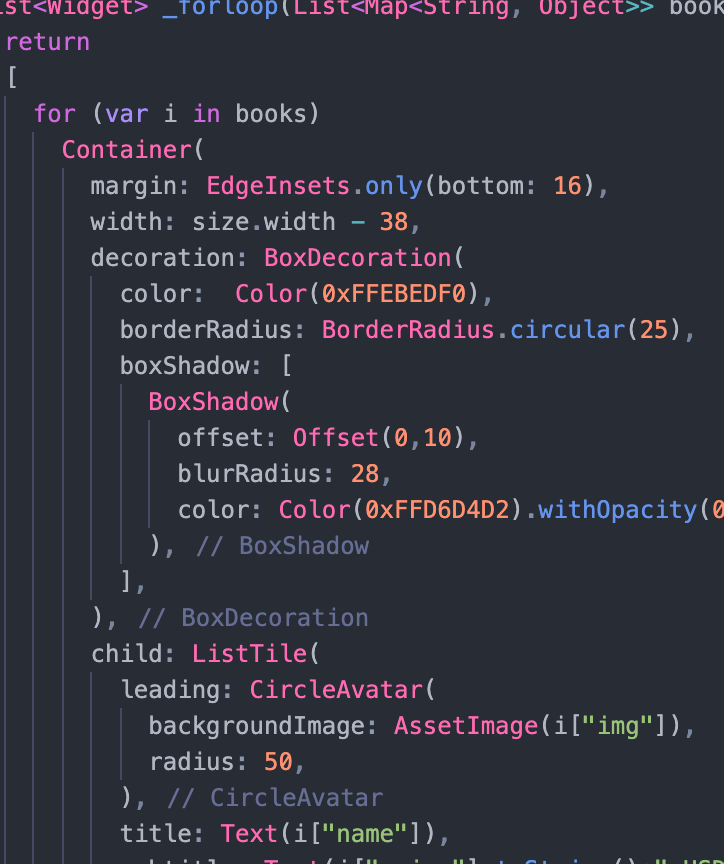 _forloop(List<Map<String, Object>> book
return
[
for (var i in books)
Container(
margin: EdgeInsets.only(bottom: 16),
width: size.width - 38,
decoration: BoxDecoration(
color:  Color(0xFFEBEDF0),
borderRadius: BorderRadius.circular(25),
boxShadow: [
BoxShadow(
offset: Offset(0,10),
blurRadius: 28,
color: Color(0xFFD6D4D2).withOpacity(0
), // BoxShadow
],
), // BoxDecoration
child: ListTile(
leading: CircleAvatar(
backgroundImage: AssetImage(i["img"]),
radius: 50,
), // CircleAvatar
title: Text(i["name"]),